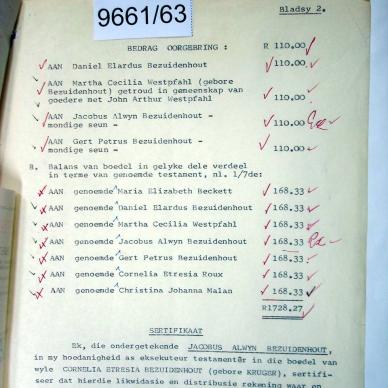 9661/63
Bladsy 2.
BEDRAG OORGEBRING : R 110.00
AAN Daniel Elardus Bezuidenhout 110.00
AAN Martha Cecilia Westpfahl (gebore
Bezuidenhout) getroud in gemeenskap van
goedere met John Arthur Westpfahl 110.00
AAN Jacobus Alwyn Bezuidenhout -
mondige seun - 110.00
AAN Gert Petrus Bezuidenhout -
mondige seun - 110.00
8. Balans van boedel in gelyke dele verdeel
in terme van genoemde testament, nl. 1/7de:
AAN genoemde Maria Elizabeth Beckett 168.33
AAN genoemde Daniel Elardus Bezuidenhout 168.33
AAN genoemde Martha Cecilia Westpfahl 168.33
AAN genoemde Jacobus Alwyn Bezuidenhout 168.33
AAN genoemde Gert Petrus Bezuidenhout 168.33
AAN genoemde Cornelia Etresia Roux 168.33
AAN genoemde Christina Johanna Malan 168.33
R1728.27
SERTIFIKAAT
Ek, die ondergetekende JACOBUS ALWYN BEZUIDENHOUT,
in my hoedanigheid as eksekuteur testamentêr in die boedel van
wyle CORNELIA ETRESIA BEZUIDENHOUT (gebore KRUGER), sertifi-
seer dat hierdie likwidasie en distribusie rekening waar en